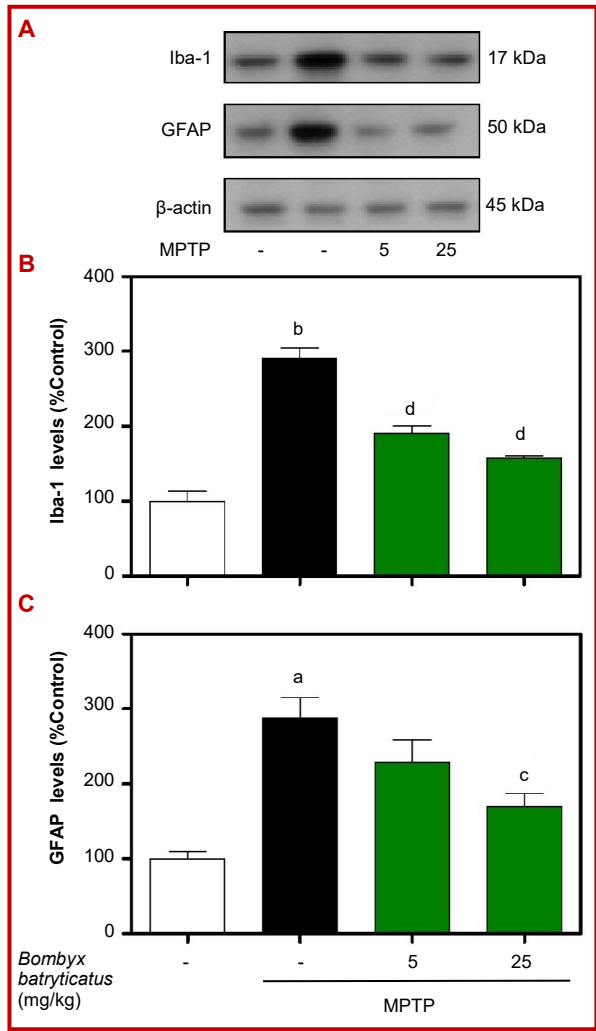 A
Iba-1 17 kDa
GFAP 50 kDa
β-actin 45 kDa
MPTP - - 5 25
B
Iba-1 levels (%Control)
400
300
200
100
0
b
d
d
C
GFAP levels (%Control)
400
300
200
100
0
a
c
Bombyx
batryticatus
(mg/kg)
- - 5 25
MPTP